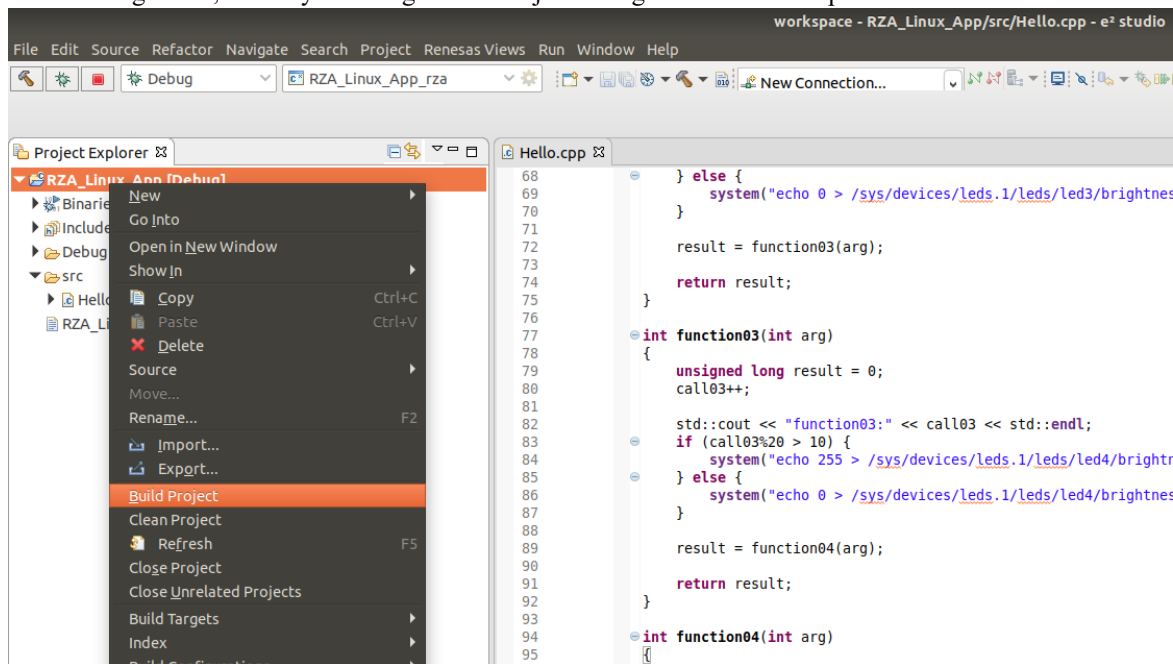 workspace - RZA_Linux_App/src/Hello.cpp - e² studio
File Edit Source Refactor Navigate Search Project Renesas Views Run Window Help
Debug RZA_Linux_App_rza New Connection...
Project Explorer
RZA_Linux_App [Debug]
Binarie
Include
Debug
src
Hello
RZA_Li
New
Go Into
Open in New Window
Show In
Copy Ctrl+C
Paste Ctrl+V
Delete
Source
Move...
Rename... F2
Import...
Export...
Build Project
Clean Project
Refresh F5
Close Project
Close Unrelated Projects
Build Targets
Index
Hello.cpp
68 } else {
69 system("echo 0 > /sys/devices/leds.1/leds/led3/brightnes
70 }
71
72 result = function03(arg);
73
74 return result;
75 }
76
77 int function03(int arg)
78 {
79 unsigned long result = 0;
80 call03++;
81
82 std::cout << "function03:" << call03 << std::endl;
83 if (call03%20 > 10) {
84 system("echo 255 > /sys/devices/leds.1/leds/led4/brightn
85 } else {
86 system("echo 0 > /sys/devices/leds.1/leds/led4/brightnes
87 }
88
89 result = function04(arg);
90
91 return result;
92 }
93
94 int function04(int arg)
95 {